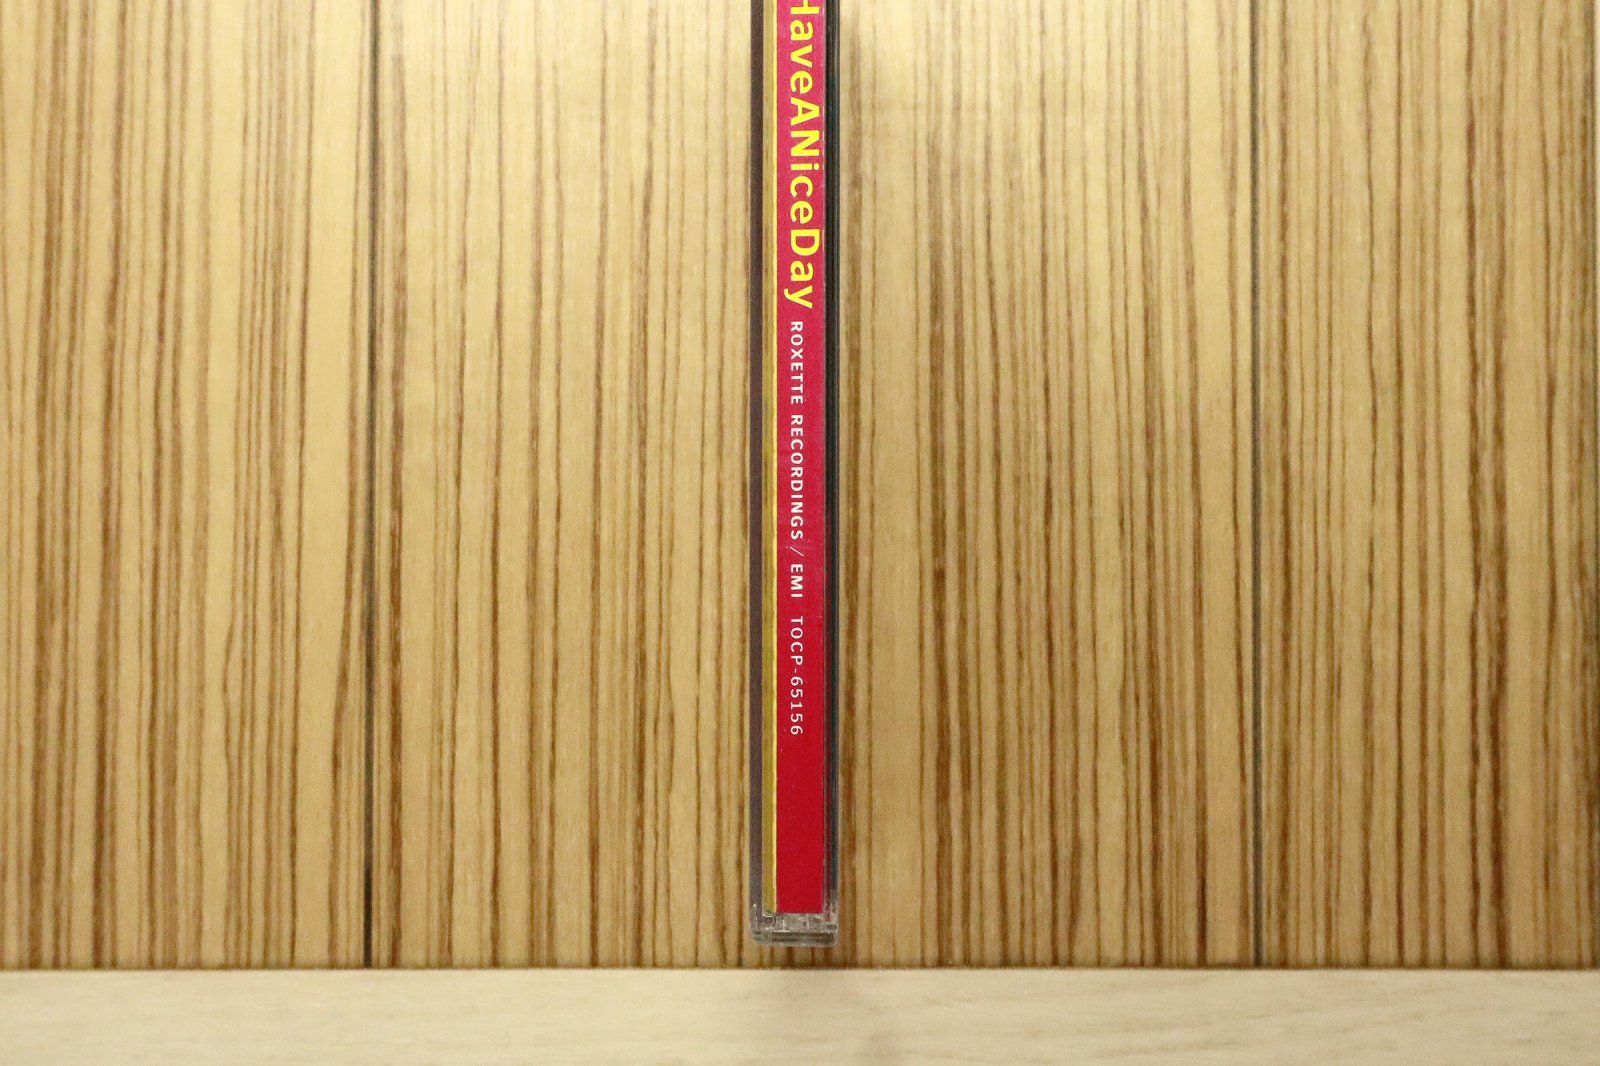 HaveANiceDay ROXETTE RECORDINGS / EMI TOCP-65156